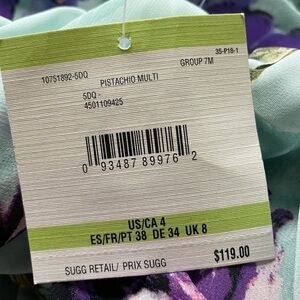 35-P18-1
10751892-5DQ
PISTACHIO MULTI
GROUP 7M
5DQ -
4501109425
0 93487 89976 2
US/CA 4
ES/FR/PT 38 DE 34 UK 8
SUGG RETAIL/ PRIX SUGG
$119.00